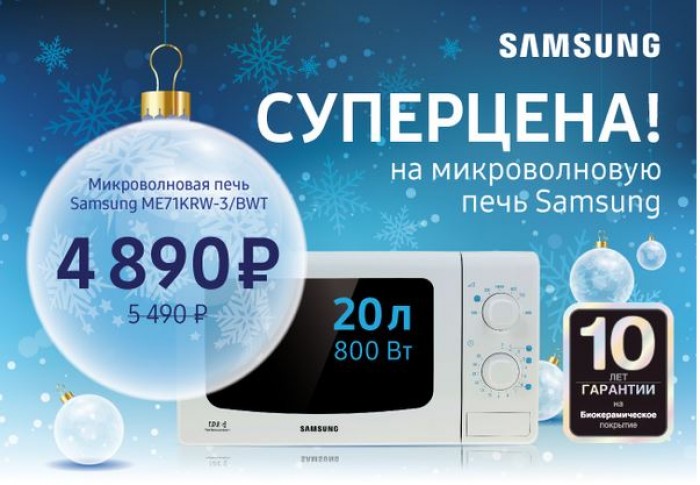 SAMSUNG
СУПЕРЦЕНА!
на микроволновую
печь Samsung
Микроволновая печь
Samsung ME71KRW-3/BWT
4 890 ₽
5 490 ₽
20 л
800 Вт
SAMSUNG
10
ЛЕТ
ГАРАНТИИ
на
Биокерамическое
покрытие